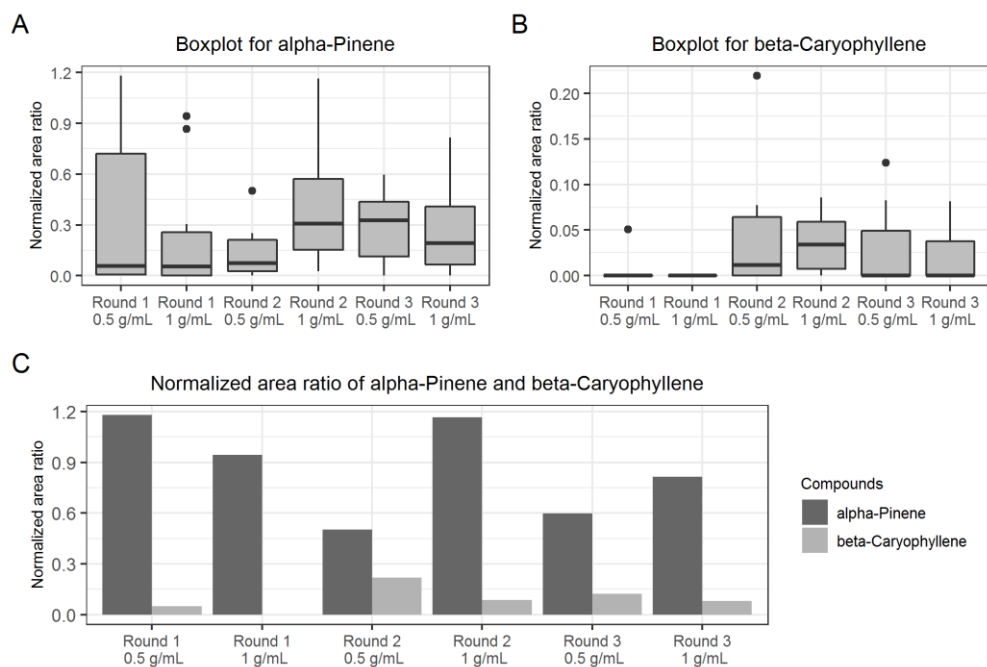 A
Boxplot for alpha-Pinene
Normalized area ratio
1.2
0.9
0.6
0.3
0.0
Round 1 Round 1 Round 2 Round 2 Round 3 Round 3
0.5 g/mL 1 g/mL 0.5 g/mL 1 g/mL 0.5 g/mL 1 g/mL
B
Boxplot for beta-Caryophyllene
Normalized area ratio
0.20
0.15
0.10
0.05
0.00
Round 1 Round 1 Round 2 Round 2 Round 3 Round 3
0.5 g/mL 1 g/mL 0.5 g/mL 1 g/mL 0.5 g/mL 1 g/mL
C
Normalized area ratio of alpha-Pinene and beta-Caryophyllene
Normalized area ratio
1.2
0.9
0.6
0.3
0.0
Round 1 Round 1 Round 2 Round 2 Round 3 Round 3
0.5 g/mL 1 g/mL 0.5 g/mL 1 g/mL 0.5 g/mL 1 g/mL
Compounds
alpha-Pinene
beta-Caryophyllene